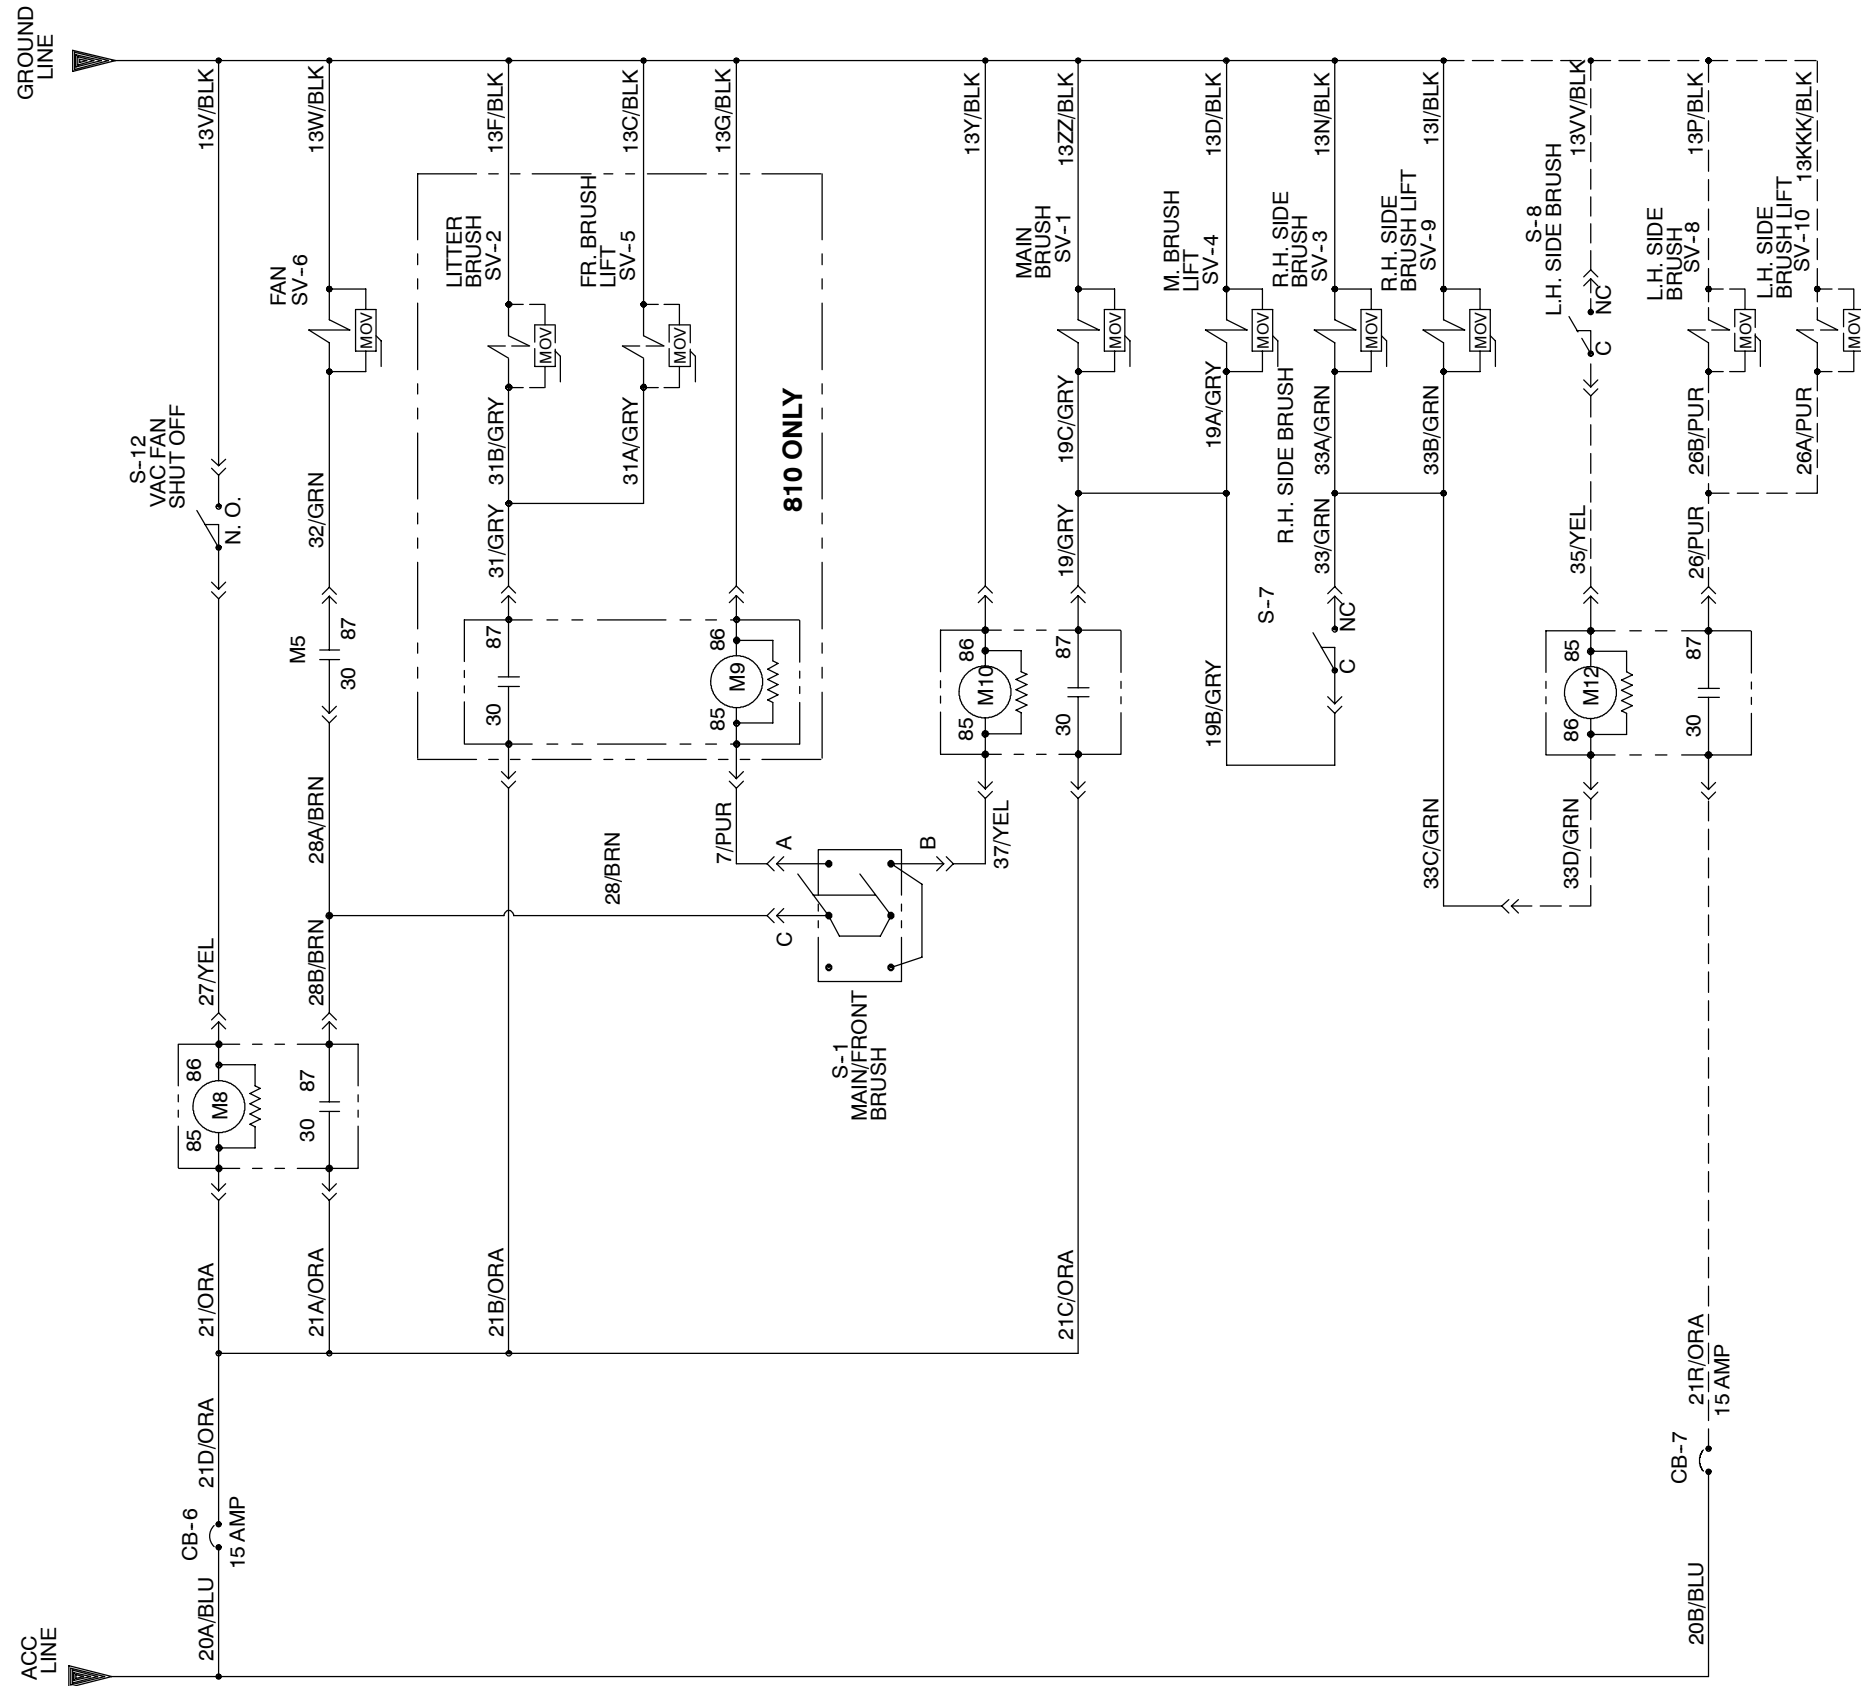 GROUND
LINE
ACC
LINE
20A/BLU
CB-6
15 AMP
21D/ORA
21/ORA
85
M8
86
27/YEL
S-12
VAC FAN
SHUT OFF
N. O.
13V/BLK
21A/ORA
30
87
28B/BRN
28A/BRN
30
M5
87
32/GRN
FAN
SV-6
MOV
13W/BLK
28/BRN
21B/ORA
30
87
31/GRY
31B/GRY
LITTER
BRUSH
SV-2
MOV
13F/BLK
31A/GRY
FR. BRUSH
LIFT
SV-5
MOV
13C/BLK
7/PUR
85
M9
86
13G/BLK
810 ONLY
S-1
MAIN/FRONT
BRUSH
C
A
B
37/YEL
85
M10
86
13Y/BLK
21C/ORA
30
87
19/GRY
19C/GRY
MAIN
BRUSH
SV-1
MOV
13ZZ/BLK
19B/GRY
19A/GRY
M. BRUSH
LIFT
SV-4
MOV
13D/BLK
S-7
R.H. SIDE BRUSH
C
NC
33/GRN
33A/GRN
R.H. SIDE
BRUSH
SV-3
MOV
13N/BLK
33C/GRN
33B/GRN
R.H. SIDE
BRUSH LIFT
SV-9
MOV
13I/BLK
33D/GRN
86
M12
85
35/YEL
S-8
L.H. SIDE BRUSH
C
NC
13VV/BLK
20B/BLU
CB-7
21R/ORA
15 AMP
30
87
26/PUR
26B/PUR
L.H. SIDE
BRUSH
SV-8
MOV
13P/BLK
26A/PUR
L.H. SIDE
BRUSH LIFT
SV-10
MOV
13KKK/BLK